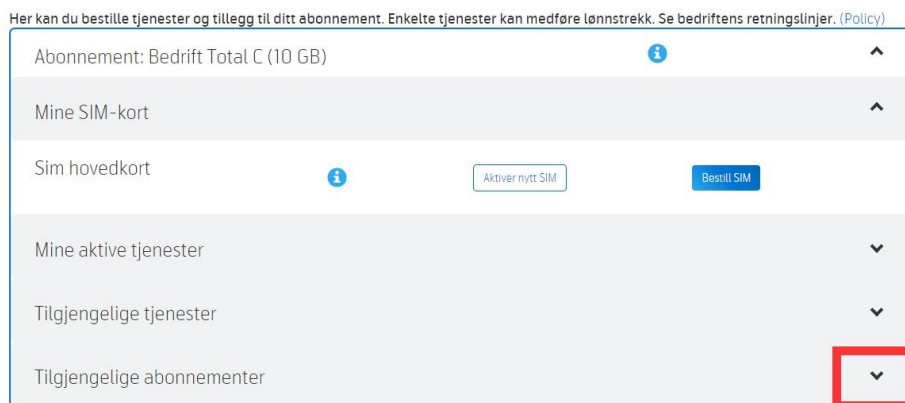 Her kan du bestille tjenester og tillegg til ditt abonnement. Enkelte tjenester kan medføre lønnstrekk. Se bedriftens retningslinjer. (Policy)
Abonnement: Bedrift Total C (10 GB)
Mine SIM-kort
Sim hovedkort
Aktiver nytt SIM
Bestill SIM
Mine aktive tjenester
Tilgjengelige tjenester
Tilgjengelige abonnementer